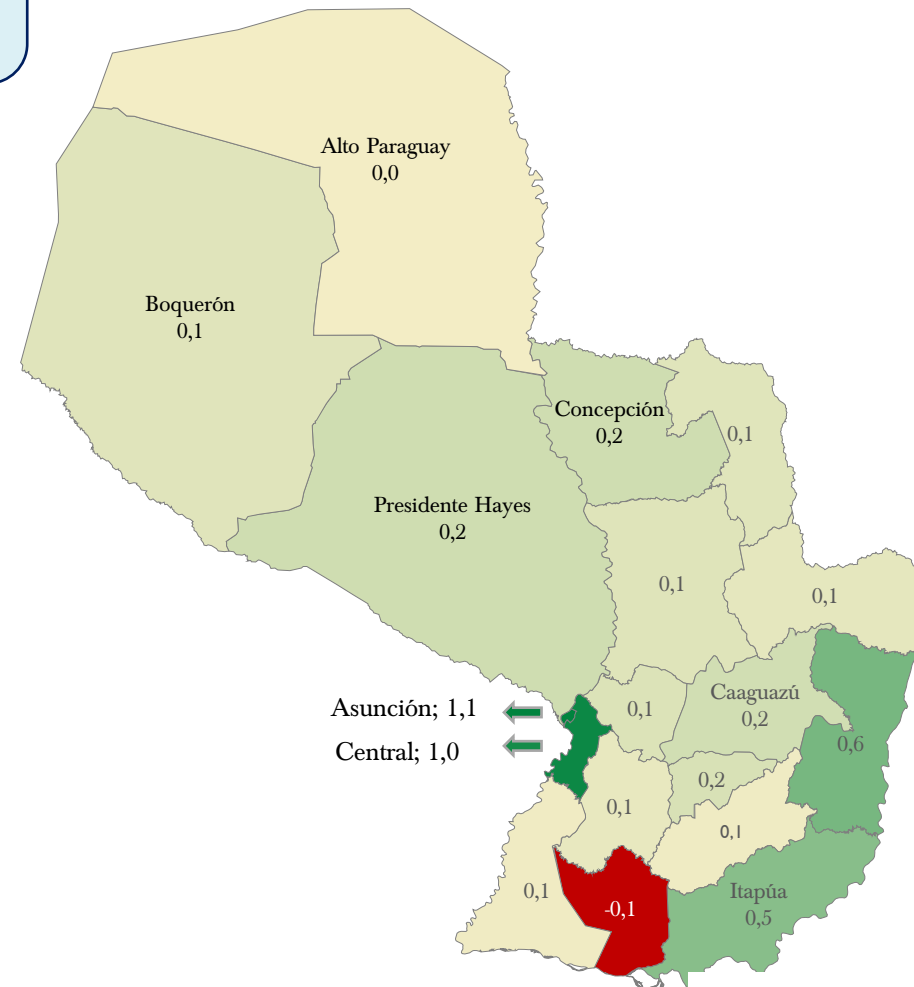 Alto Paraguay
0,0
Boquerón
0,1
Concepción
0,2
0,1
Presidente Hayes
0,2
0,1
0,1
Asunción; 1,1
Central; 1,0
0,1
Caaguazú
0,2
0,6
0,2
0,1
0,1
0,1
-0,1
Itapúa
0,5